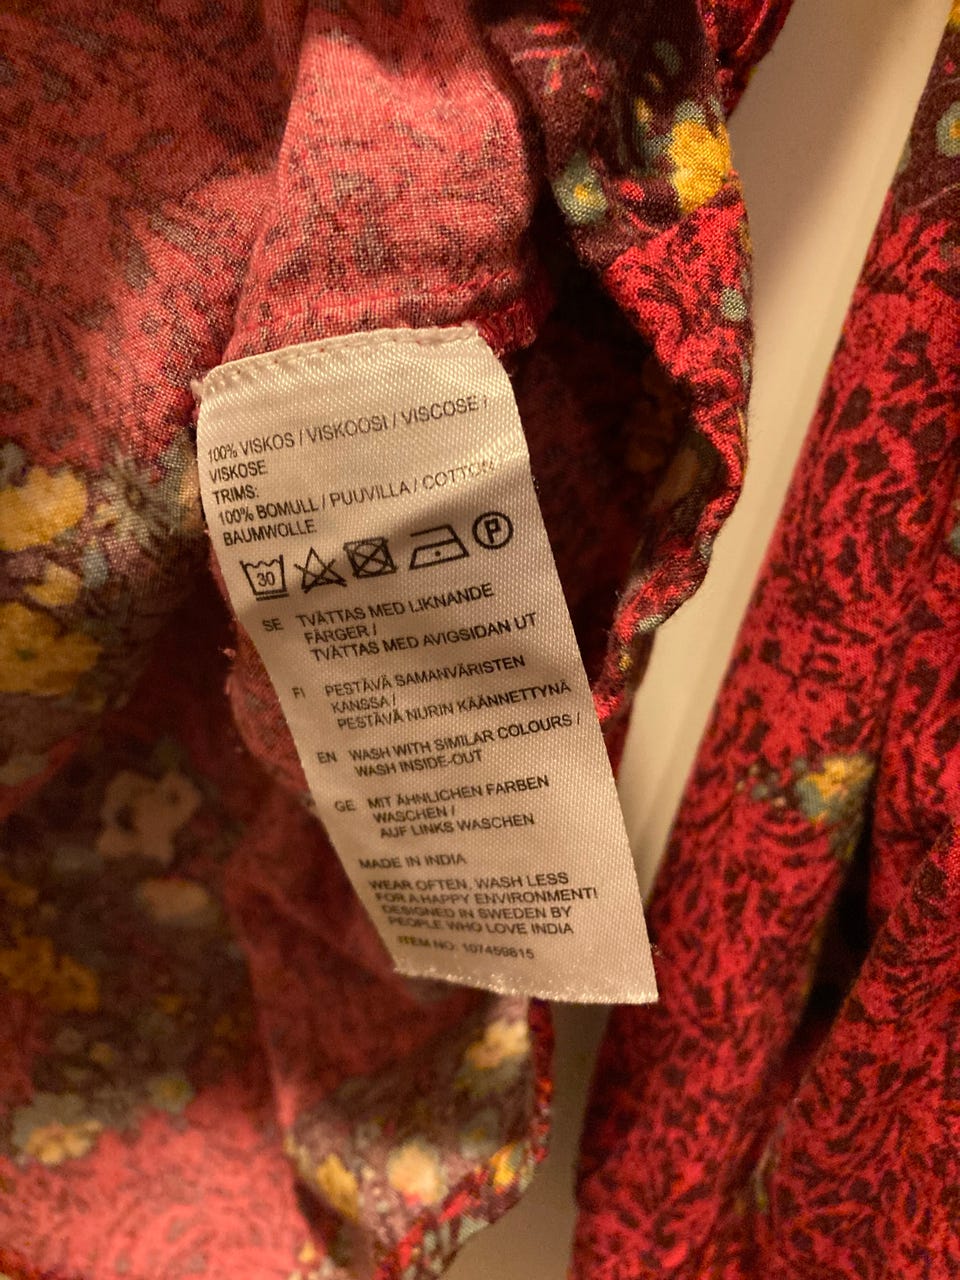 100% VISKOS / VISKOOSI / VISCOSE /
VISKOSE
TRIMS:
100% BOMULL / PUUVILLA / COTTON
BAUMWOLLE
30 P
SE TVÄTTAS MED LIKNANDE
FÄRGER /
TVÄTTAS MED AVIGSIDAN UT
FI PESTÄVÄ SAMANVÄRISTEN
KANSSA /
PESTÄVÄ NURIN KÄÄNNETTYNÄ
EN WASH WITH SIMILAR COLOURS /
WASH INSIDE-OUT
GE MIT ÄHNLICHEN FARBEN
WASCHEN /
AUF LINKS WASCHEN
MADE IN INDIA
WEAR OFTEN, WASH LESS
FOR A HAPPY ENVIRONMENT!
DESIGNED IN SWEDEN BY
PEOPLE WHO LOVE INDIA
ITEM NO: 107459815